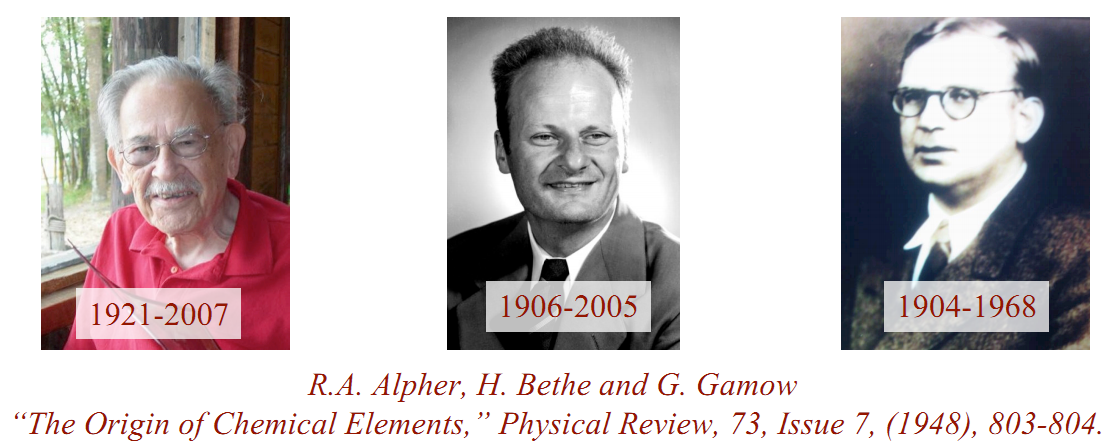 1921-2007
1906-2005
1904-1968
R.A. Alpher, H. Bethe and G. Gamow
“The Origin of Chemical Elements,” Physical Review, 73, Issue 7, (1948), 803-804.